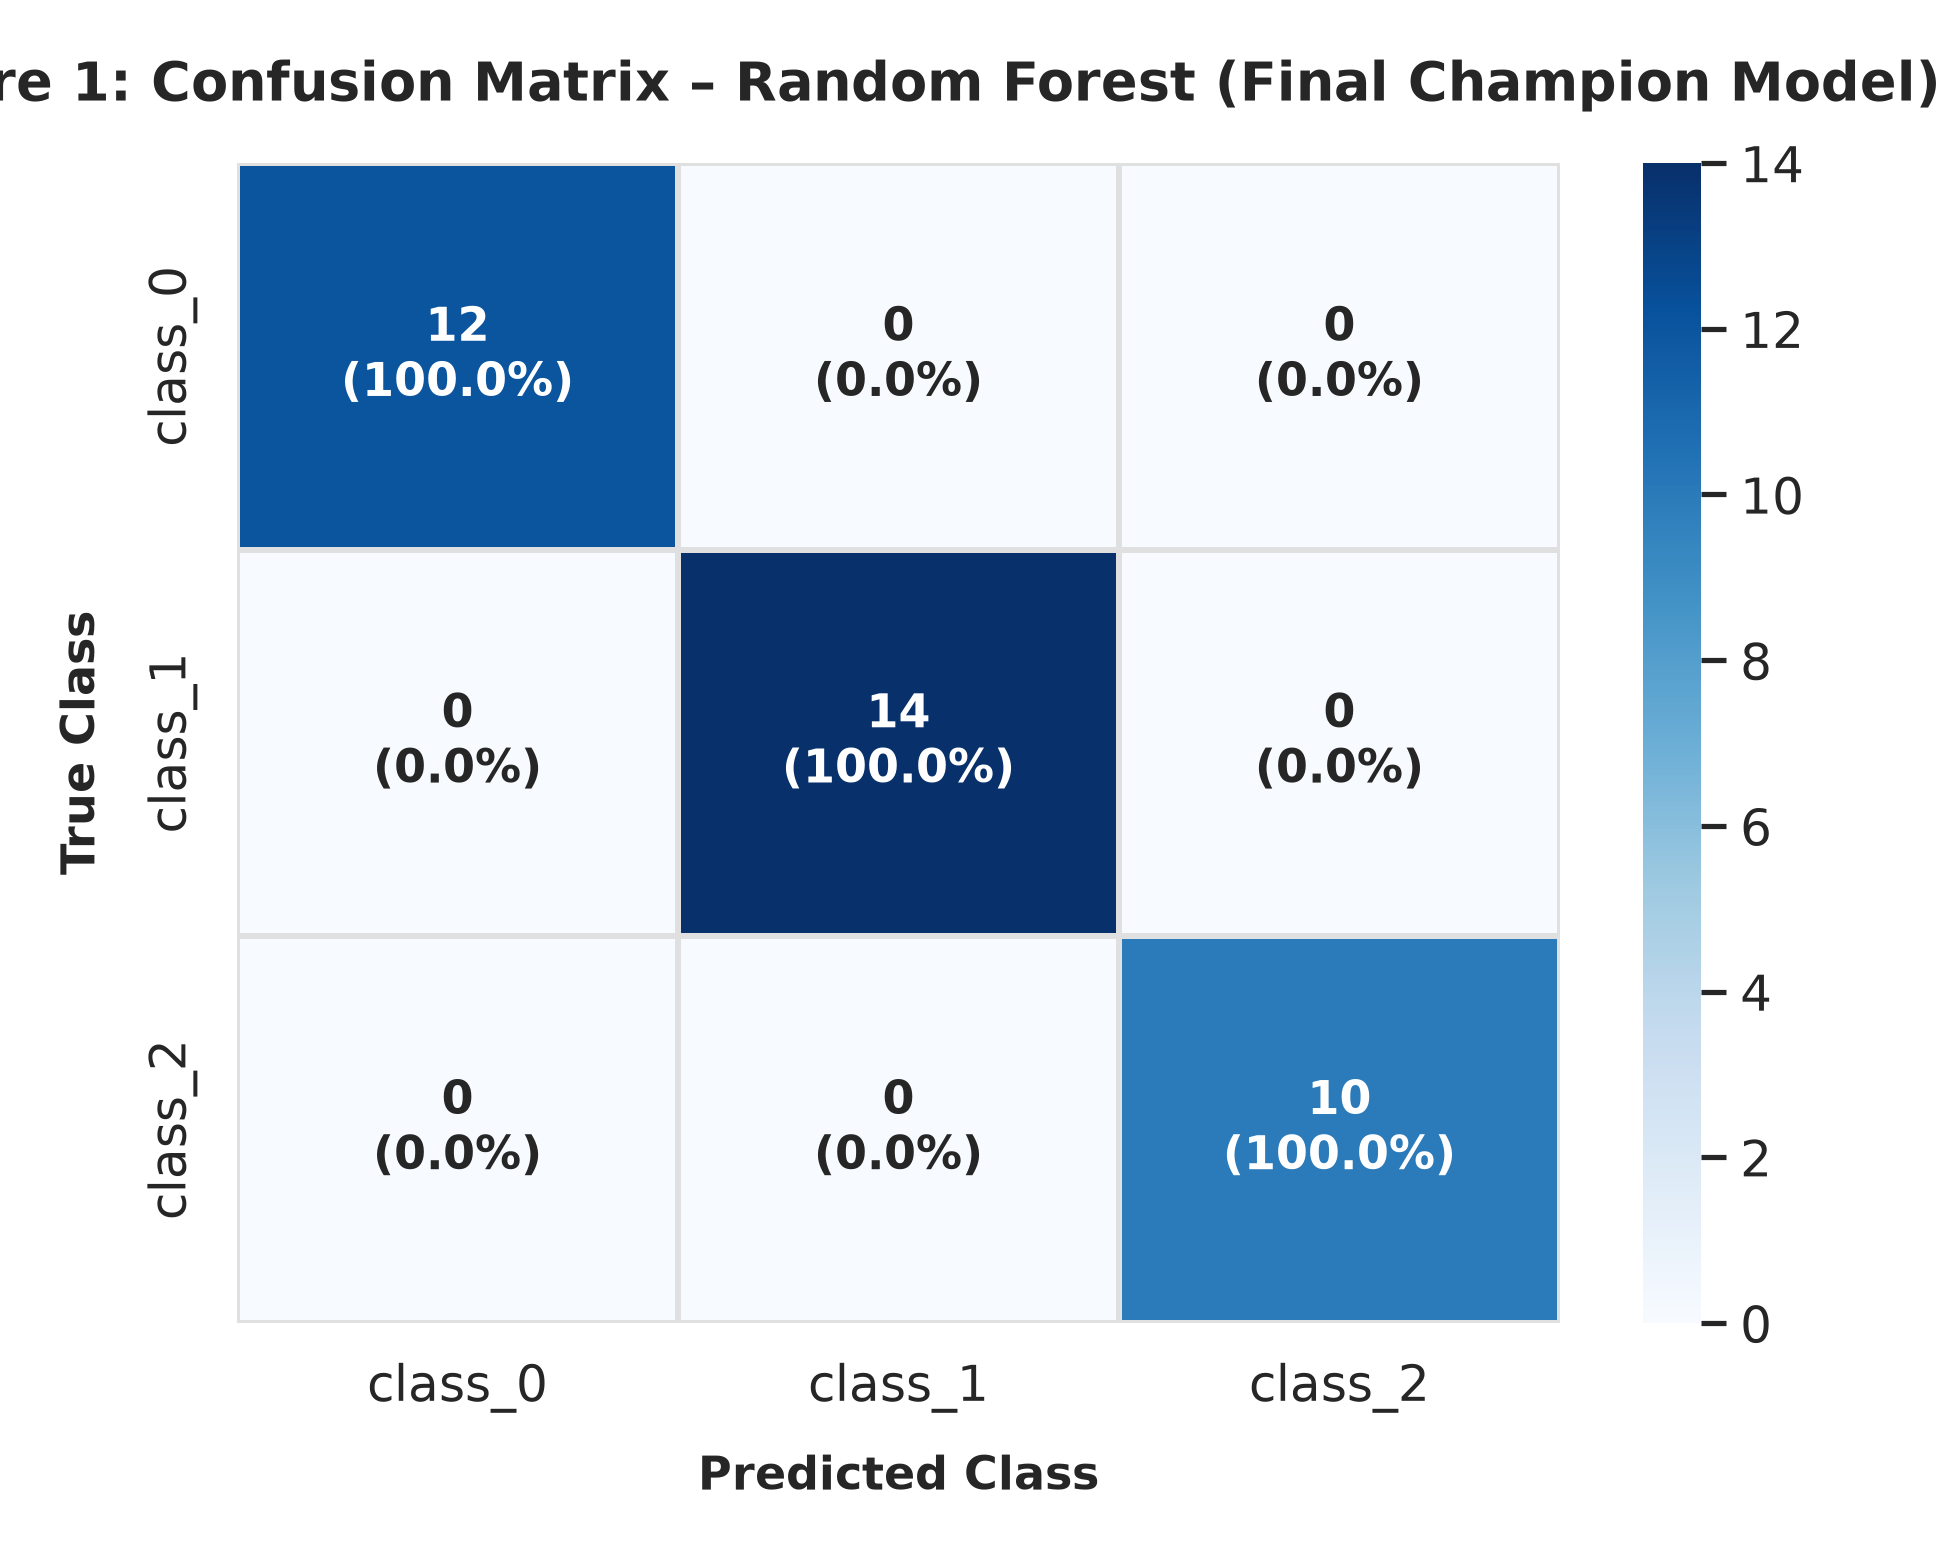 re 1: Confusion Matrix – Random Forest (Final Champion Model)
14
12
10
8
6
4
2
0
True Class
class_0
12
(100.0%)
0
(0.0%)
0
(0.0%)
class_1
0
(0.0%)
14
(100.0%)
0
(0.0%)
class_2
0
(0.0%)
0
(0.0%)
10
(100.0%)
class_0
class_1
class_2
Predicted Class